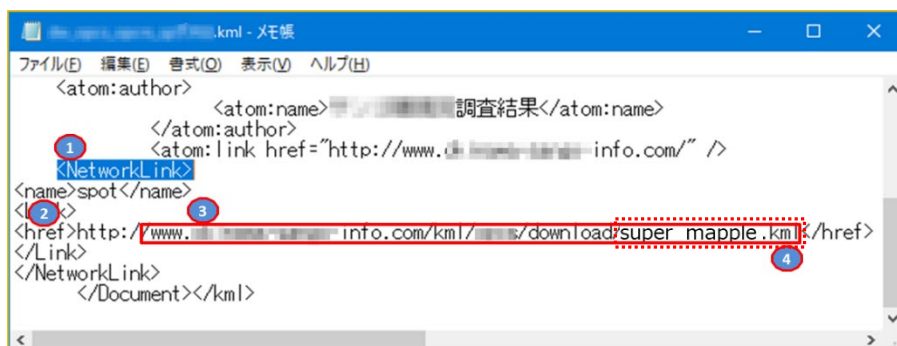 .kml - メモ帳
ファイル(F) 編集(E) 書式(O) 表示(V) ヘルプ(H)
<atom:author>
<atom:name> 調査結果</atom:name>
</atom:author>
1
<atom:link href="http://www. info.com/" />
<NetworkLink>
<name>spot</name>
2 3
<href>http://www. info.com/kml/ s/download/super_mapple.kml</href>
</Link>
4
</NetworkLink>
</Document></kml>